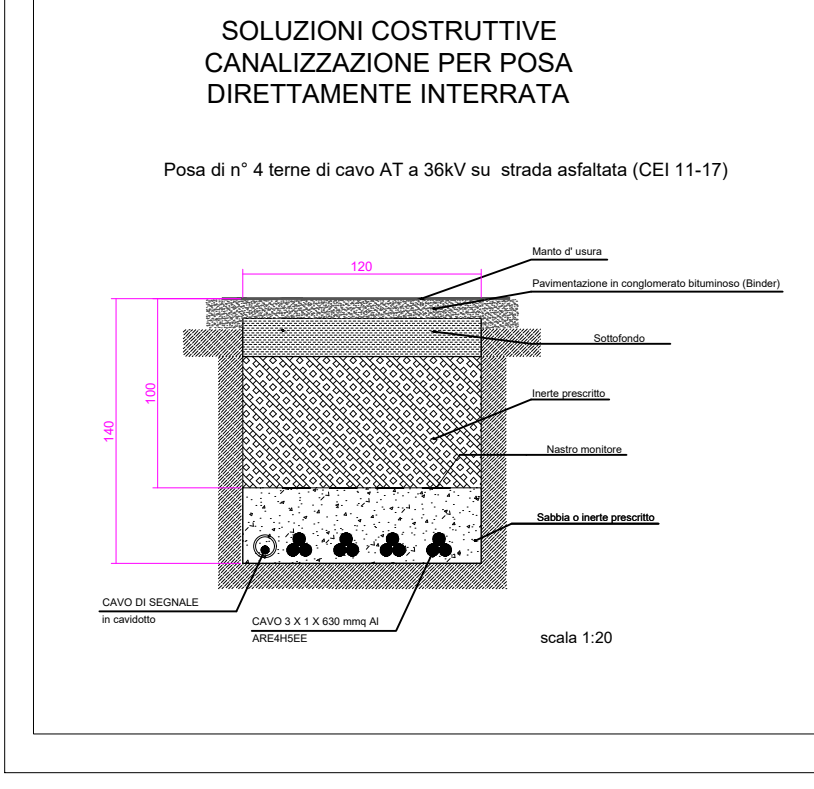 SOLUZIONI COSTRUTTIVE
CANALIZZAZIONE PER POSA
DIRETTAMENTE INTERRATA
Posa di n° 4 terne di cavo AT a 36kV su strada asfaltata (CEI 11-17)
Manto d' usura
120
Pavimentazione in conglomerato bituminoso (Binder)
Sottofondo
100
Inerte prescritto
140
Nastro monitore
Sabbia o inerte prescritto
CAVO DI SEGNALE
in cavidotto
CAVO 3 X 1 X 630 mmq Al
ARE4H5EE
scala 1:20